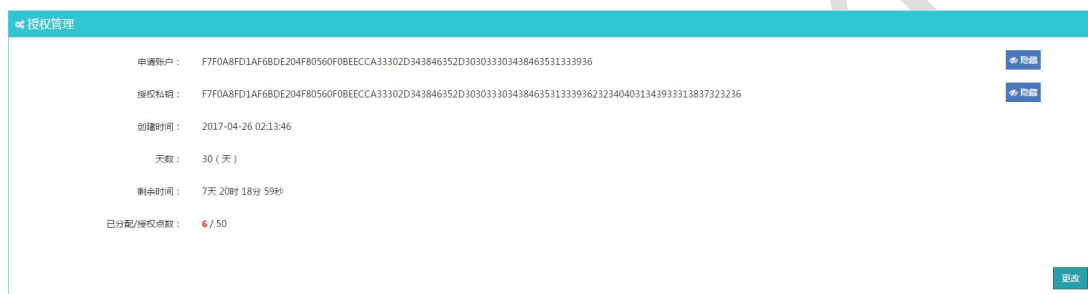 授权管理
申请账户： F7F0A8FD1AF6BDE204F80560F0BEECCA33302D343846352D303033303438463531333936 隐藏
授权私钥： F7F0A8FD1AF6BDE204F80560F0BEECCA33302D343846352D3030333034384635313339362323404031343933313837323236 隐藏
创建时间： 2017-04-26 02:13:46
天数： 30 ( 天 )
剩余时间： 7天 20时 18分 59秒
已分配/授权点数： 6 / 50
更改